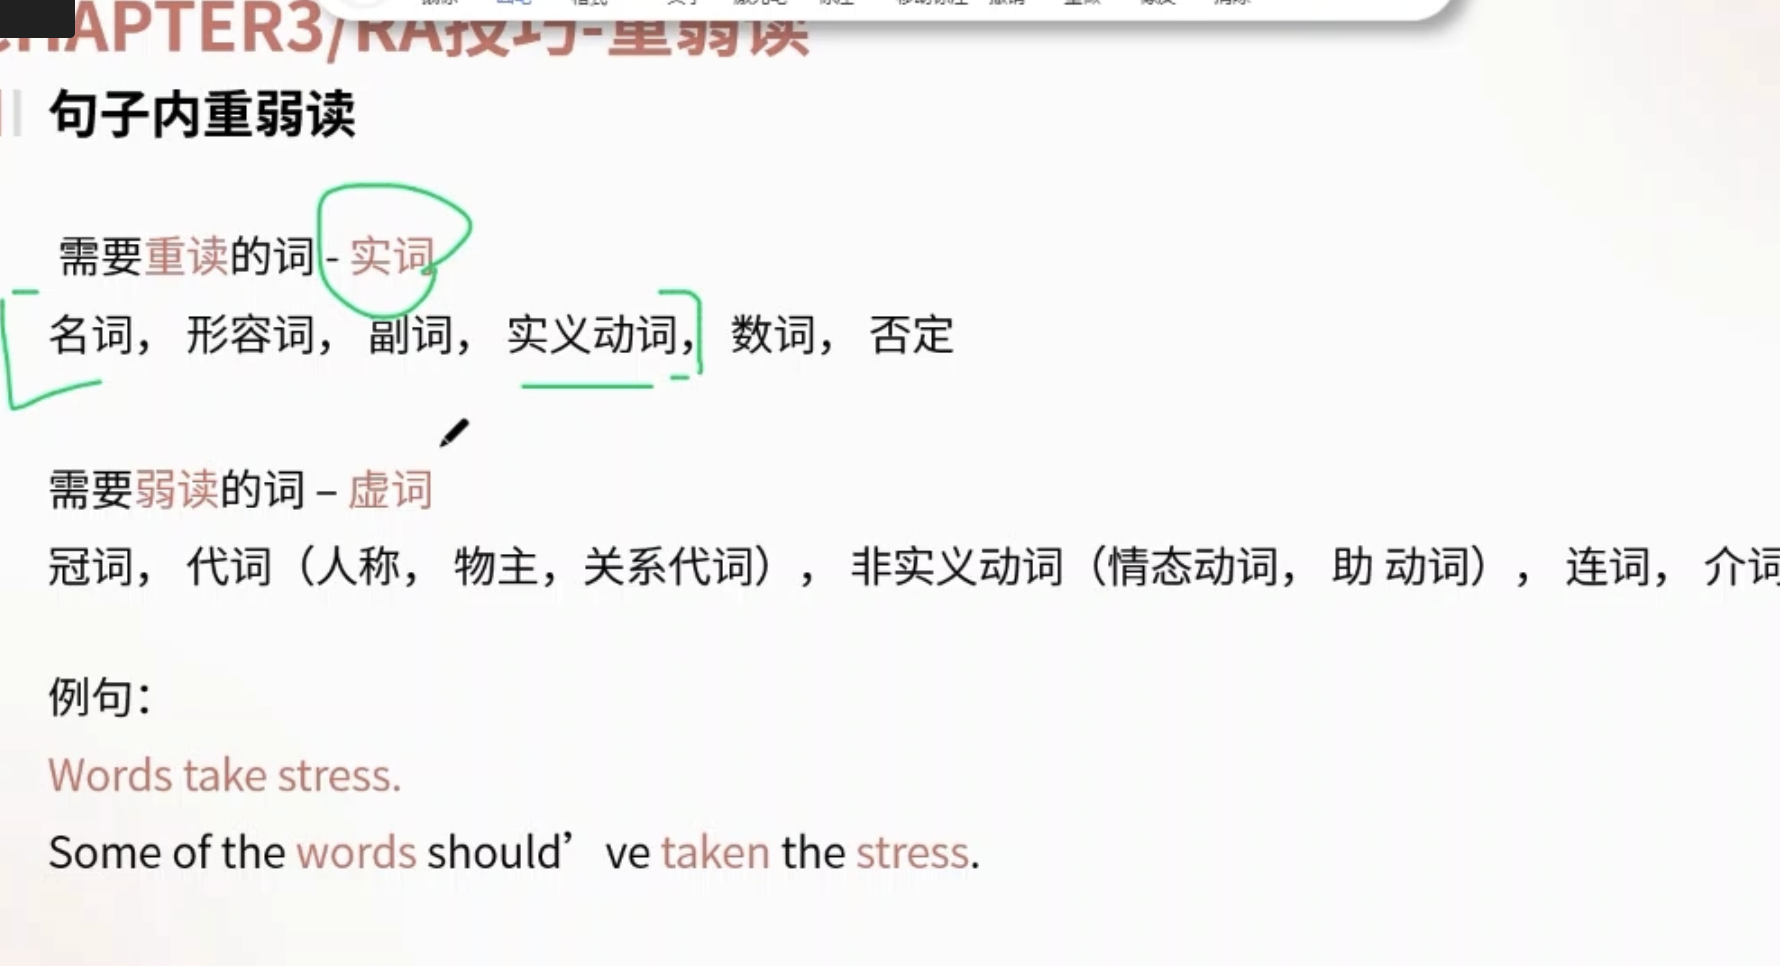 HAPTER3/RA技巧-重弱读
句子内重弱读
需要重读的词 - 实词
名词， 形容词， 副词， 实义动词， 数词， 否定
需要弱读的词 – 虚词
冠词， 代词（人称， 物主，关系代词）， 非实义动词（情态动词， 助 动词）， 连词， 介词
例句：
Words take stress.
Some of the words should’ ve taken the stress.